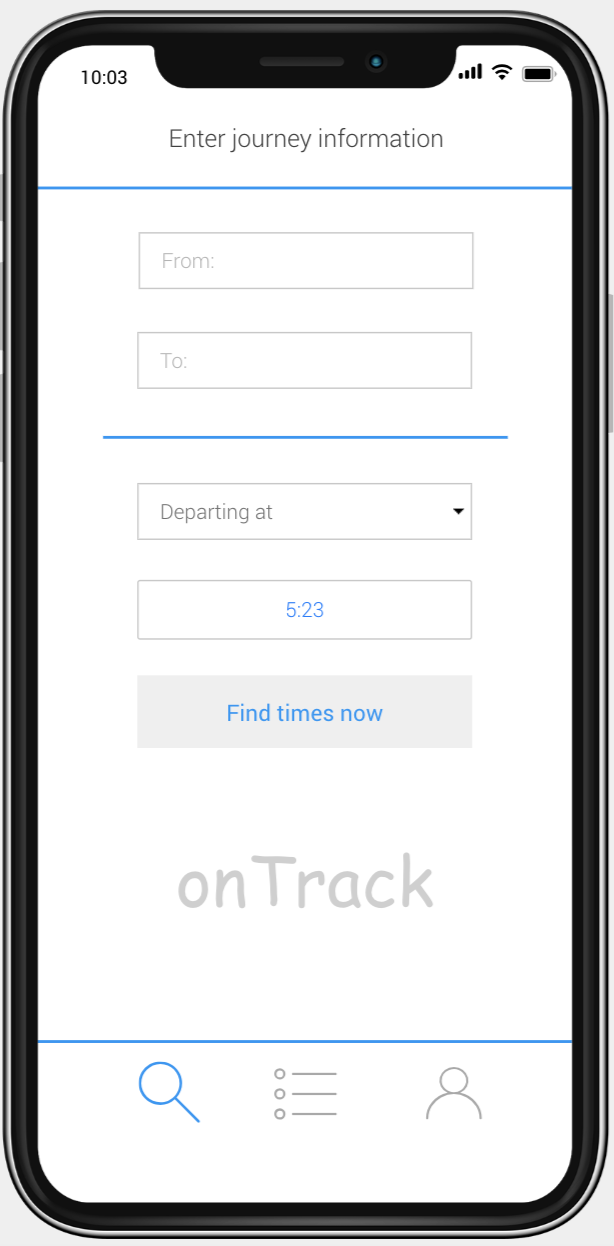 10:03
Enter journey information
From:
To:
Departing at
5:23
Find times now
onTrack